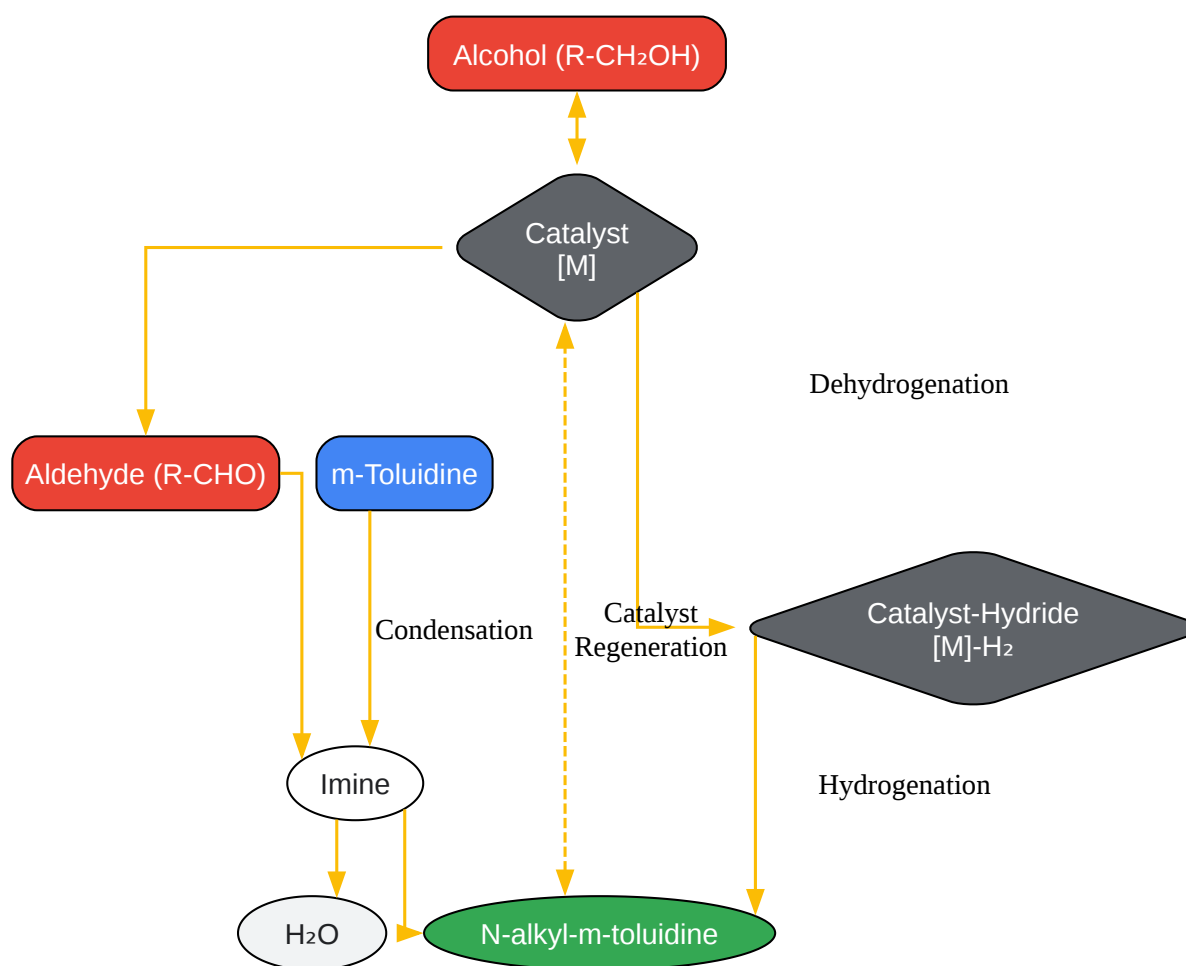 Alcohol (R-CH₂OH)
Catalyst
[M]
Dehydrogenation
Aldehyde (R-CHO)
m-Toluidine
Condensation
Catalyst
Regeneration
Catalyst-Hydride
[M]-H₂
Imine
Hydrogenation
H₂O
N-alkyl-m-toluidine